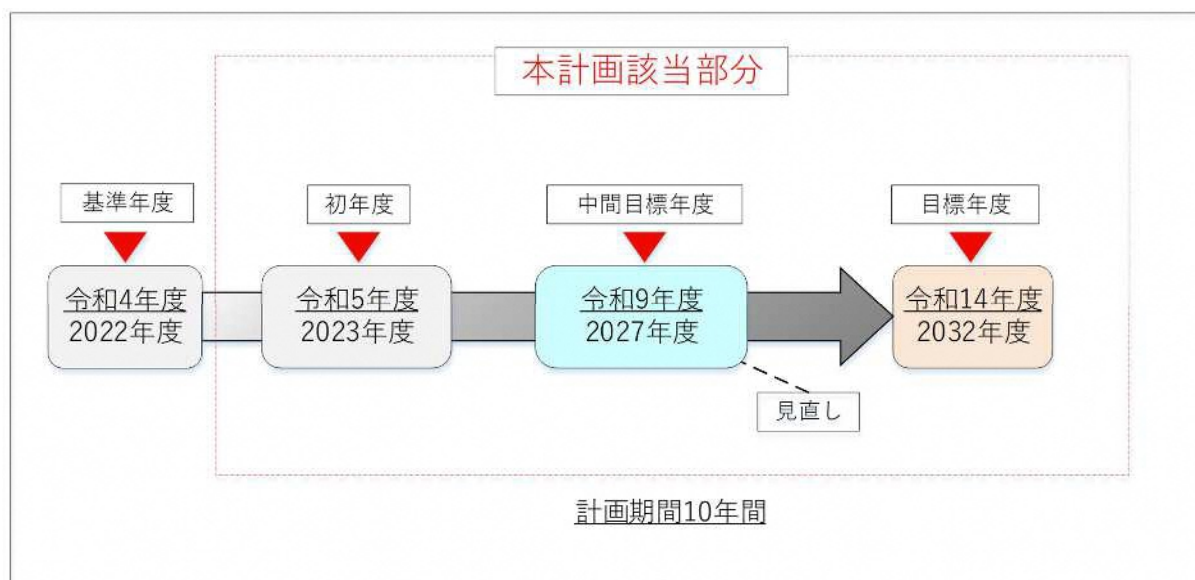 本計画該当部分
基準年度
初年度
中間目標年度
目標年度
令和4年度
2022年度
令和5年度
2023年度
令和9年度
2027年度
令和14年度
2032年度
見直し
計画期間10年間